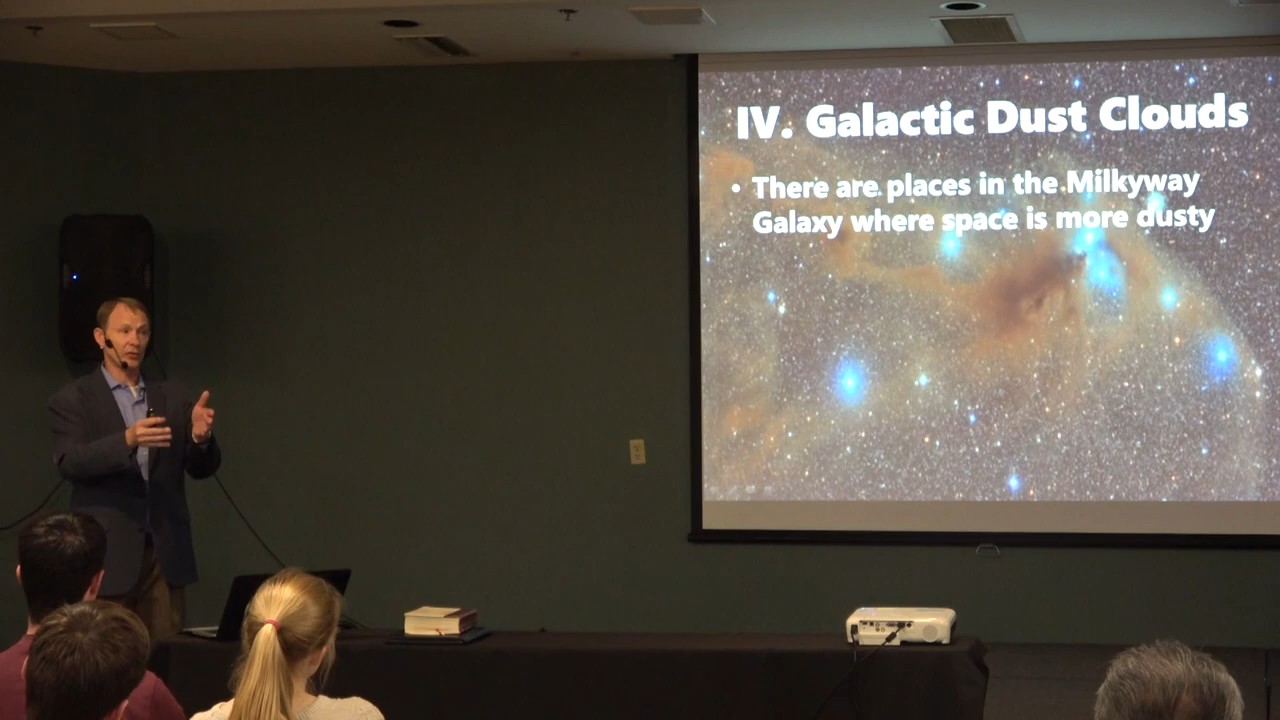 IV. Galactic Dust Clouds
• There are places in the Milkyway
Galaxy where space is more dusty